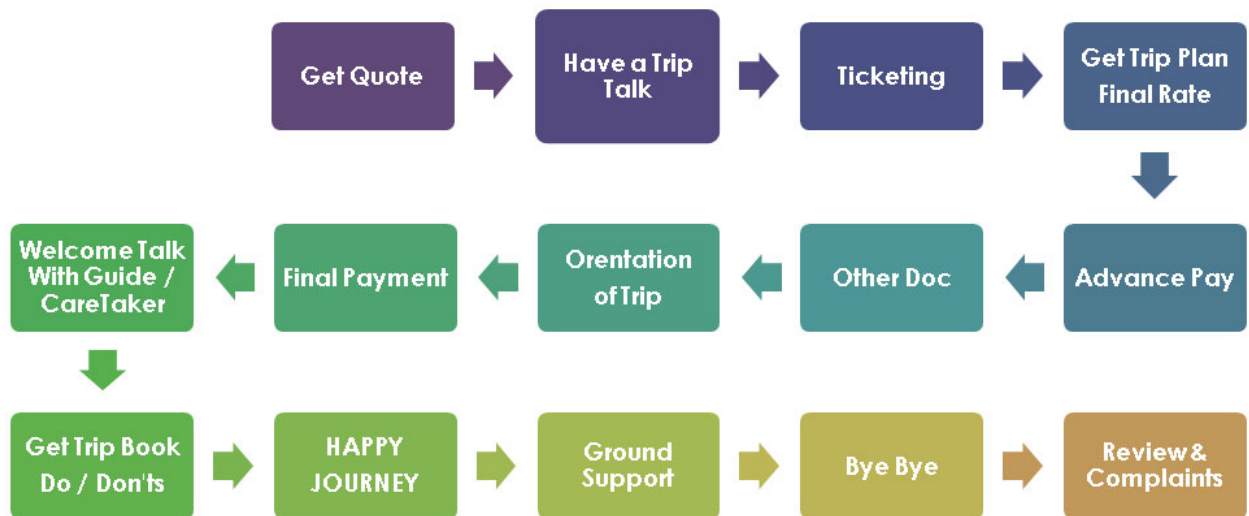 Get Quote
Have a Trip
Talk
Ticketing
Get Trip Plan
Final Rate
Advance Pay
Other Doc
Orentation
of Trip
Final Payment
Welcome Talk
With Guide /
CareTaker
Get Trip Book
Do / Don'ts
HAPPY
JOURNEY
Ground
Support
Bye Bye
Review &
Complaints